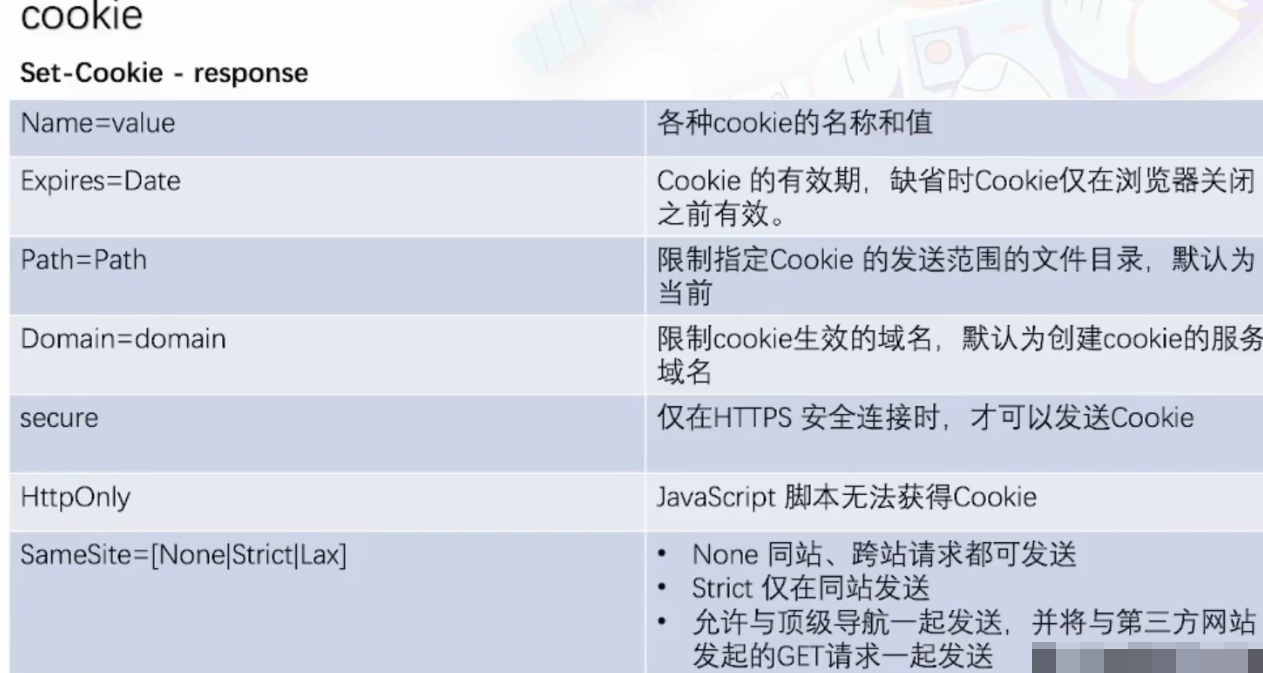 cookie
Set-Cookie - response
Name=value
各种cookie的名称和值
Expires=Date
Cookie 的有效期，缺省时Cookie仅在浏览器关闭
之前有效。
Path=Path
限制指定Cookie 的发送范围的文件目录，默认为
当前
Domain=domain
限制cookie生效的域名，默认为创建cookie的服务
域名
secure
仅在HTTPS 安全连接时，才可以发送Cookie
HttpOnly
JavaScript 脚本无法获得Cookie
SameSite=[None|Strict|Lax]
• None 同站、跨站请求都可发送
• Strict 仅在同站发送
• 允许与顶级导航一起发送，并将与第三方网站
发起的GET请求一起发送